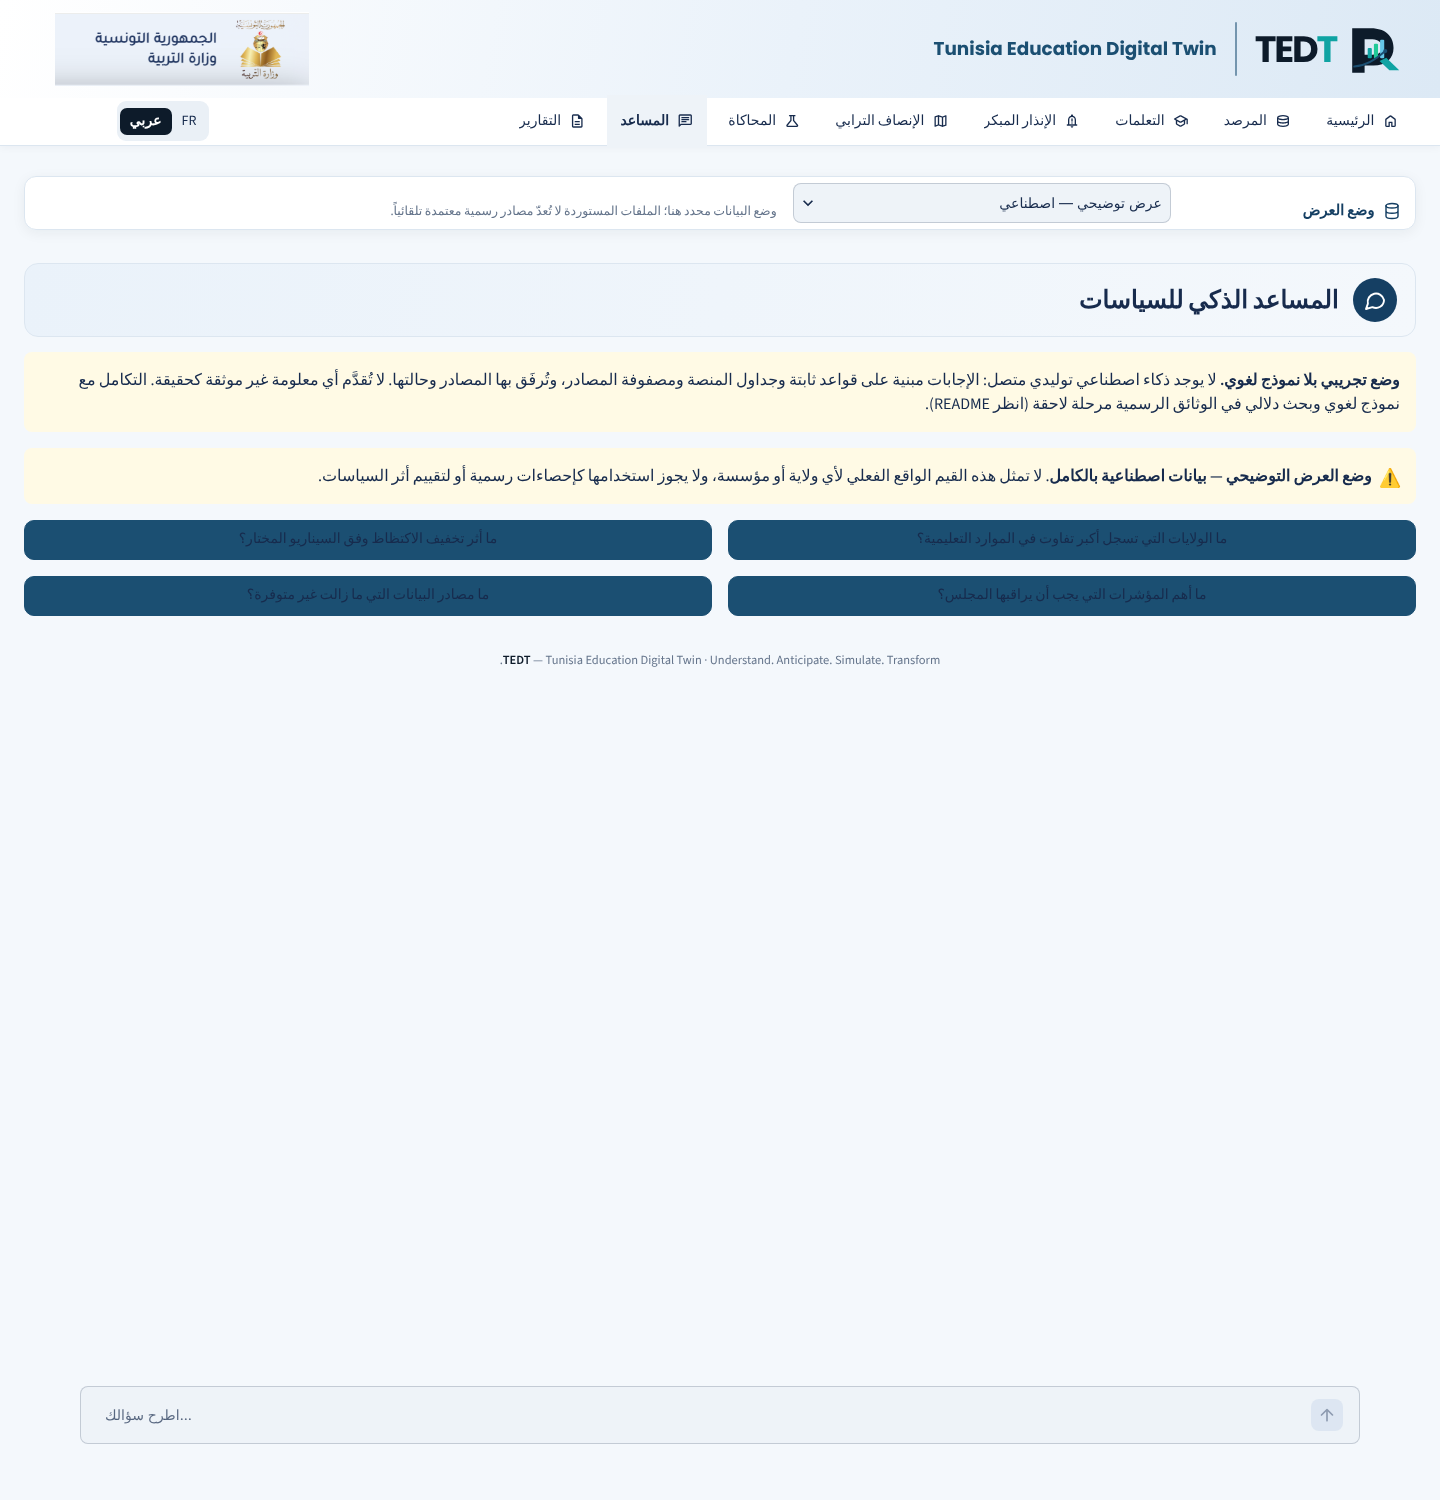 TEDT
Tunisia Education Digital Twin
الجمهورية التونسية
وزارة التربية
وزارة التربية
الرئيسية
المرصد
التعلمات
الإنذار المبكر
الإنصاف الترابي
المحاكاة
المساعد
التقارير
FR
عربي
وضع العرض
عرض توضيحي — اصطناعي
وضع البيانات محدد هنا؛ الملفات المستوردة لا تُعدّ مصادر رسمية معتمدة تلقائياً.
المساعد الذكي للسياسات
وضع تجريبي بلا نموذج لغوي. لا يوجد ذكاء اصطناعي توليدي متصل: الإجابات مبنية على قواعد ثابتة وجداول المنصة ومصفوفة المصادر، وتُرفَق بها المصادر وحالتها. لا تُقدَّم أي معلومة غير موثقة كحقيقة. التكامل مع
نموذج لغوي وبحث دلالي في الوثائق الرسمية مرحلة لاحقة (انظر README).
⚠️ وضع العرض التوضيحي — بيانات اصطناعية بالكامل. لا تمثل هذه القيم الواقع الفعلي لأي ولاية أو مؤسسة، ولا يجوز استخدامها كإحصاءات رسمية أو لتقييم أثر السياسات.
ما الولايات التي تسجل أكبر تفاوت في الموارد التعليمية؟
ما أثر تخفيف الاكتظاظ وفق السيناريو المختار؟
ما أهم المؤشرات التي يجب أن يراقبها المجلس؟
ما مصادر البيانات التي ما زالت غير متوفرة؟
TEDT — Tunisia Education Digital Twin · Understand. Anticipate. Simulate. Transform.
اطرح سؤالك...